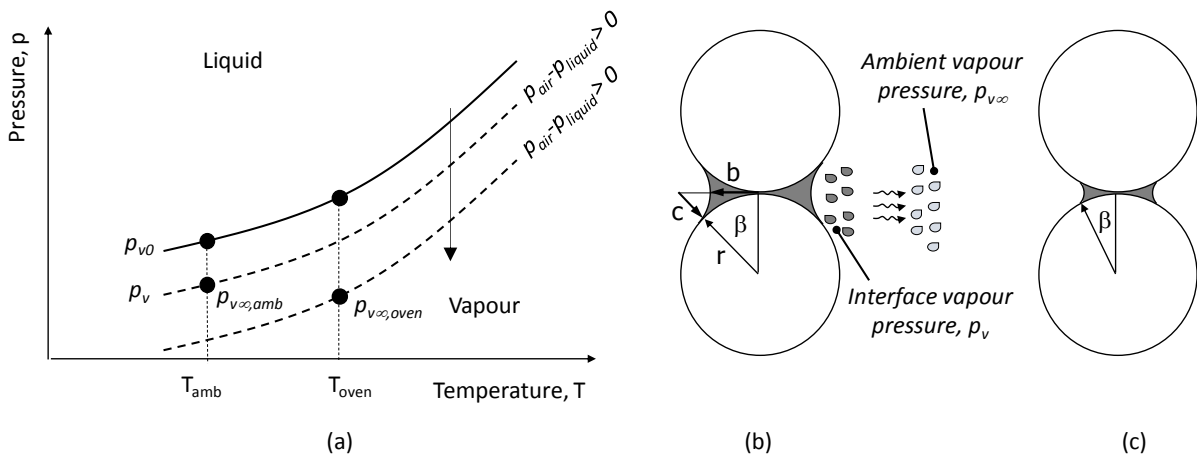 Pressure, p
Liquid
p_air-p_liquid > 0
p_air-p_liquid > 0
p_v0
p_v
p_v∞,amb
p_v∞,oven
Vapour
T_amb
T_oven
Temperature, T
(a)
Ambient vapour
pressure, p_v∞
b
c
β
r
Interface vapour
pressure, p_v
(b)
β
(c)